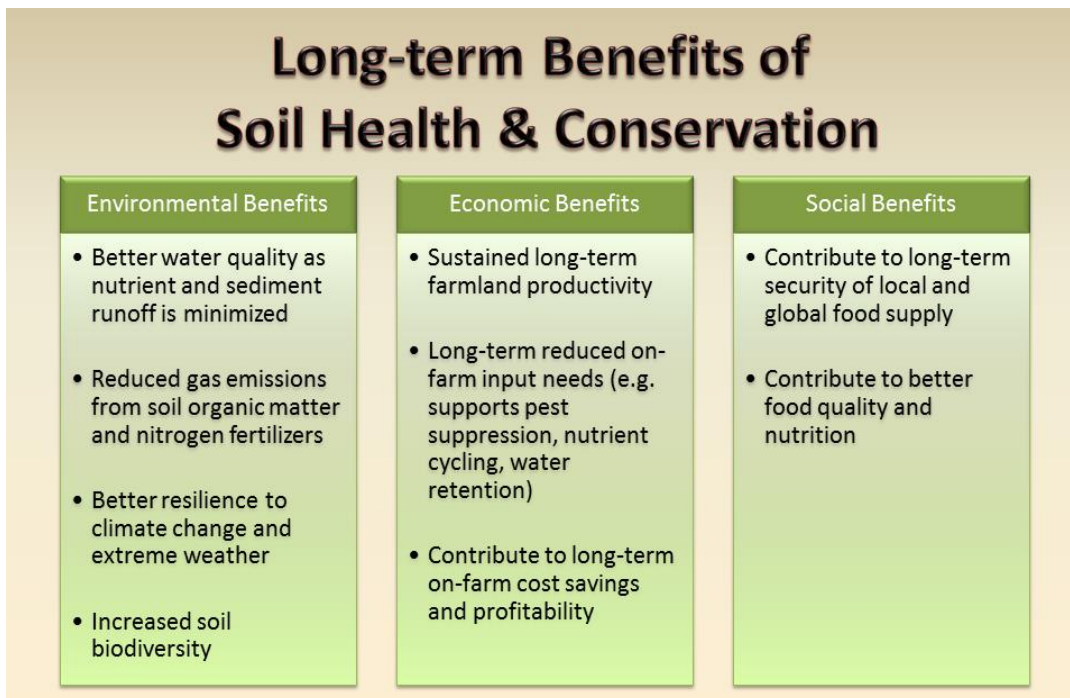 Long-term Benefits of
Soil Health & Conservation
Environmental Benefits
• Better water quality as
nutrient and sediment
runoff is minimized
• Reduced gas emissions
from soil organic matter
and nitrogen fertilizers
• Better resilience to
climate change and
extreme weather
• Increased soil
biodiversity
Economic Benefits
• Sustained long-term
farmland productivity
• Long-term reduced on-
farm input needs (e.g.
supports pest
suppression, nutrient
cycling, water
retention)
• Contribute to long-term
on-farm cost savings
and profitability
Social Benefits
• Contribute to long-term
security of local and
global food supply
• Contribute to better
food quality and
nutrition